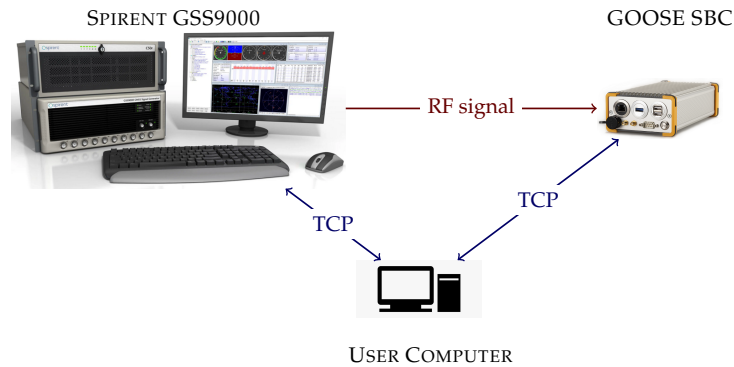 SPIRENT GSS9000
GOOSE SBC
RF signal
TCP
TCP
USER COMPUTER